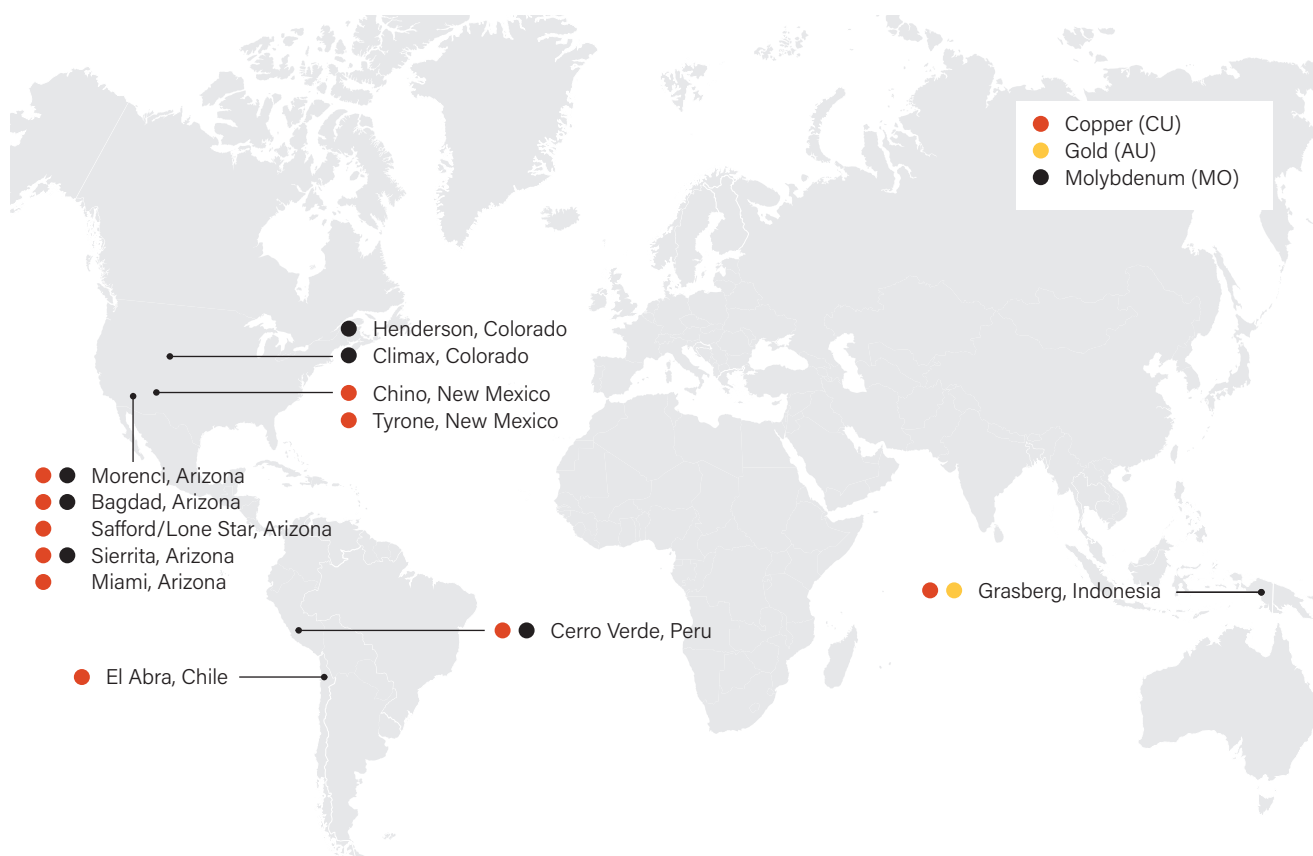 Copper (CU)
Gold (AU)
Molybdenum (MO)
Henderson, Colorado
Climax, Colorado
Chino, New Mexico
Tyrone, New Mexico
Morenci, Arizona
Bagdad, Arizona
Safford/Lone Star, Arizona
Sierrita, Arizona
Miami, Arizona
Grasberg, Indonesia
Cerro Verde, Peru
El Abra, Chile